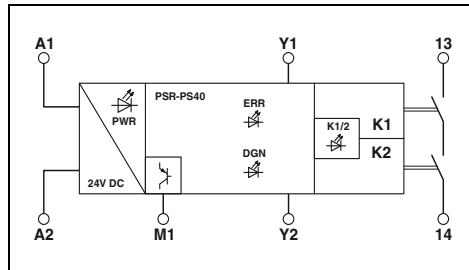 A1 Y1 13
PSR-PS40
ERR
PWR
K1/2 K1
K2
DGN
24V DC
A2 M1 Y2 14